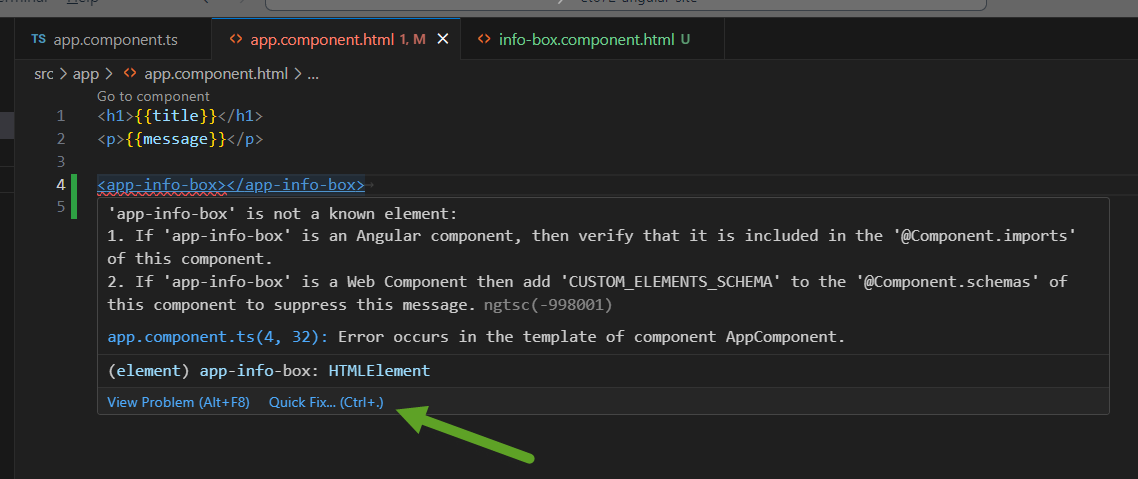 Help
TS app.component.ts
<> app.component.html 1, M ×
<> info-box.component.html U
src > app > <> app.component.html > ...
Go to component
1 <h1>{{title}}</h1>
2 <p>{{message}}</p>
3
4 <app-info-box></app-info-box>
5
'app-info-box' is not a known element:
1. If 'app-info-box' is an Angular component, then verify that it is included in the '@Component.imports'
of this component.
2. If 'app-info-box' is a Web Component then add 'CUSTOM_ELEMENTS_SCHEMA' to the '@Component.schemas' of
this component to suppress this message. ngtsc(-998001)
app.component.ts(4, 32): Error occurs in the template of component AppComponent.
(element) app-info-box: HTMLElement
View Problem (Alt+F8) Quick Fix... (Ctrl+.)